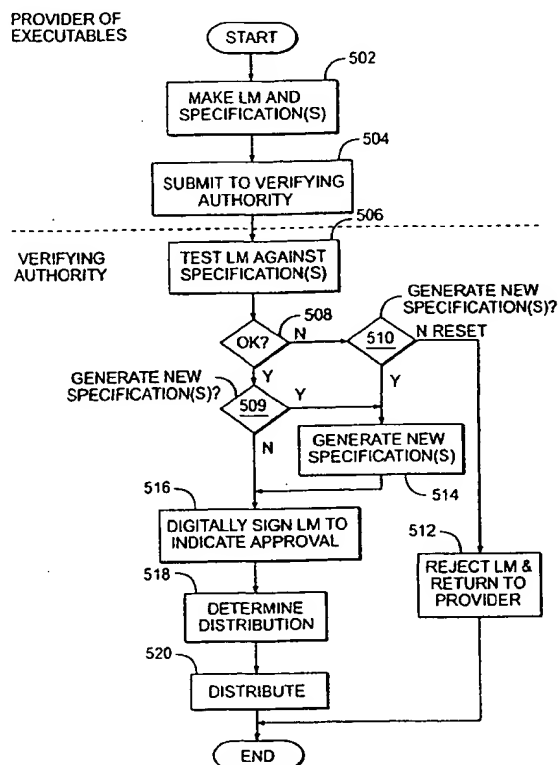 PROVIDER OF
EXECUTABLES
START
502
MAKE LM AND
SPECIFICATION(S)
504
SUBMIT TO VERIFYING
AUTHORITY
506
VERIFYING
AUTHORITY
TEST LM AGAINST
SPECIFICATION(S)
GENERATE NEW
SPECIFICATION(S)?
508
OK?
N
510
N RESET
Y
Y
GENERATE NEW
SPECIFICATION(S)?
509
Y
N
GENERATE NEW
SPECIFICATION(S)
514
516
DIGITALLY SIGN LM TO
INDICATE APPROVAL
512
REJECT LM &
RETURN TO
PROVIDER
518
DETERMINE
DISTRIBUTION
520
DISTRIBUTE
END